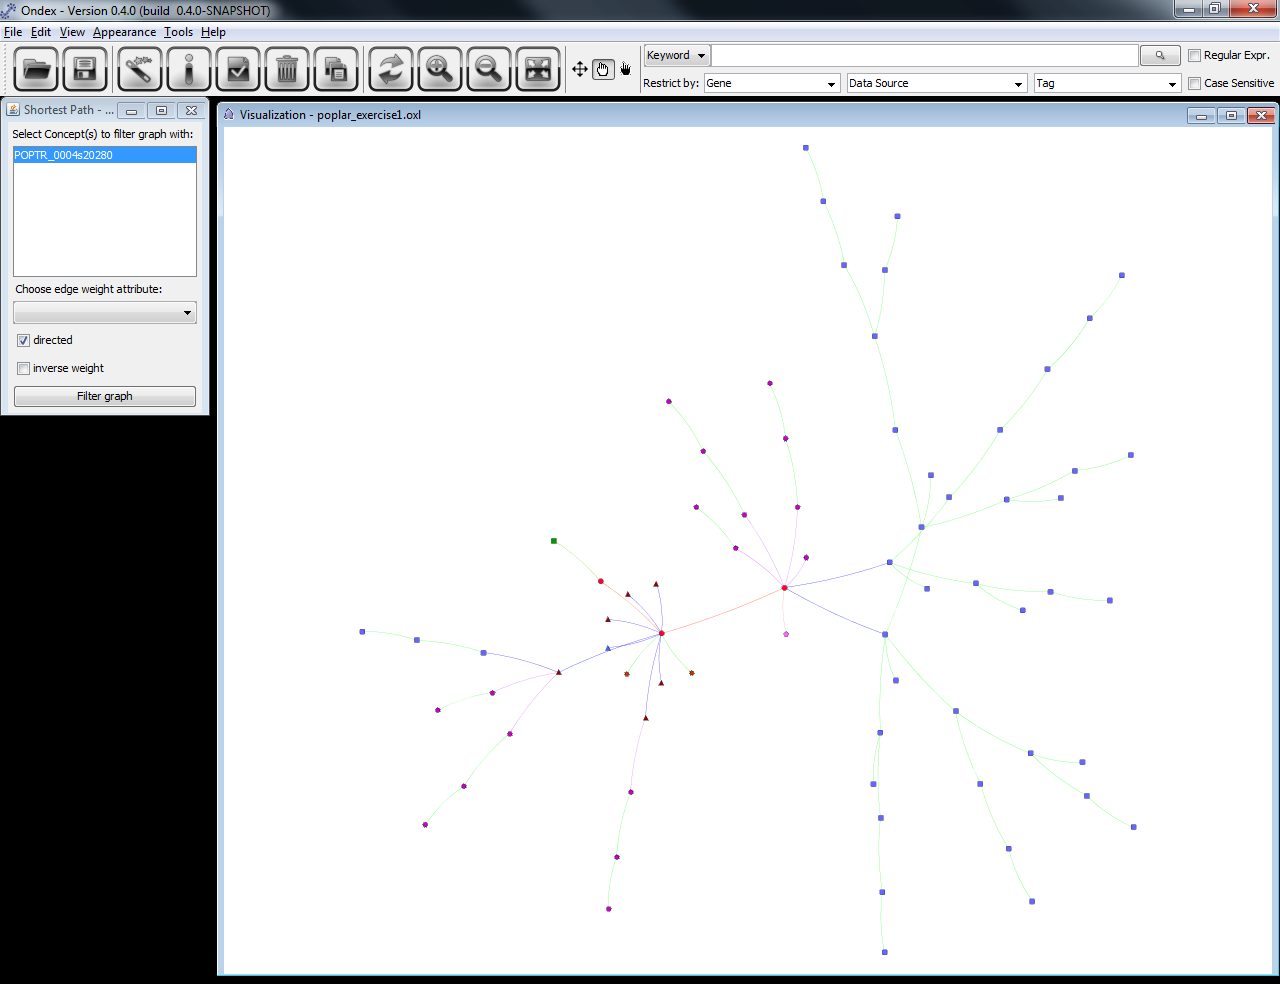 Ondex - Version 0.4.0 (build  0.4.0-SNAPSHOT)
File Edit View Appearance Tools Help
Keyword Regular Expr.
Restrict by: Gene Data Source Tag Case Sensitive
Shortest Path - ...
Select Concept(s) to filter graph with:
POPTR_0004s20280
Choose edge weight attribute:
directed
inverse weight
Filter graph
Visualization - poplar_exercise1.oxl